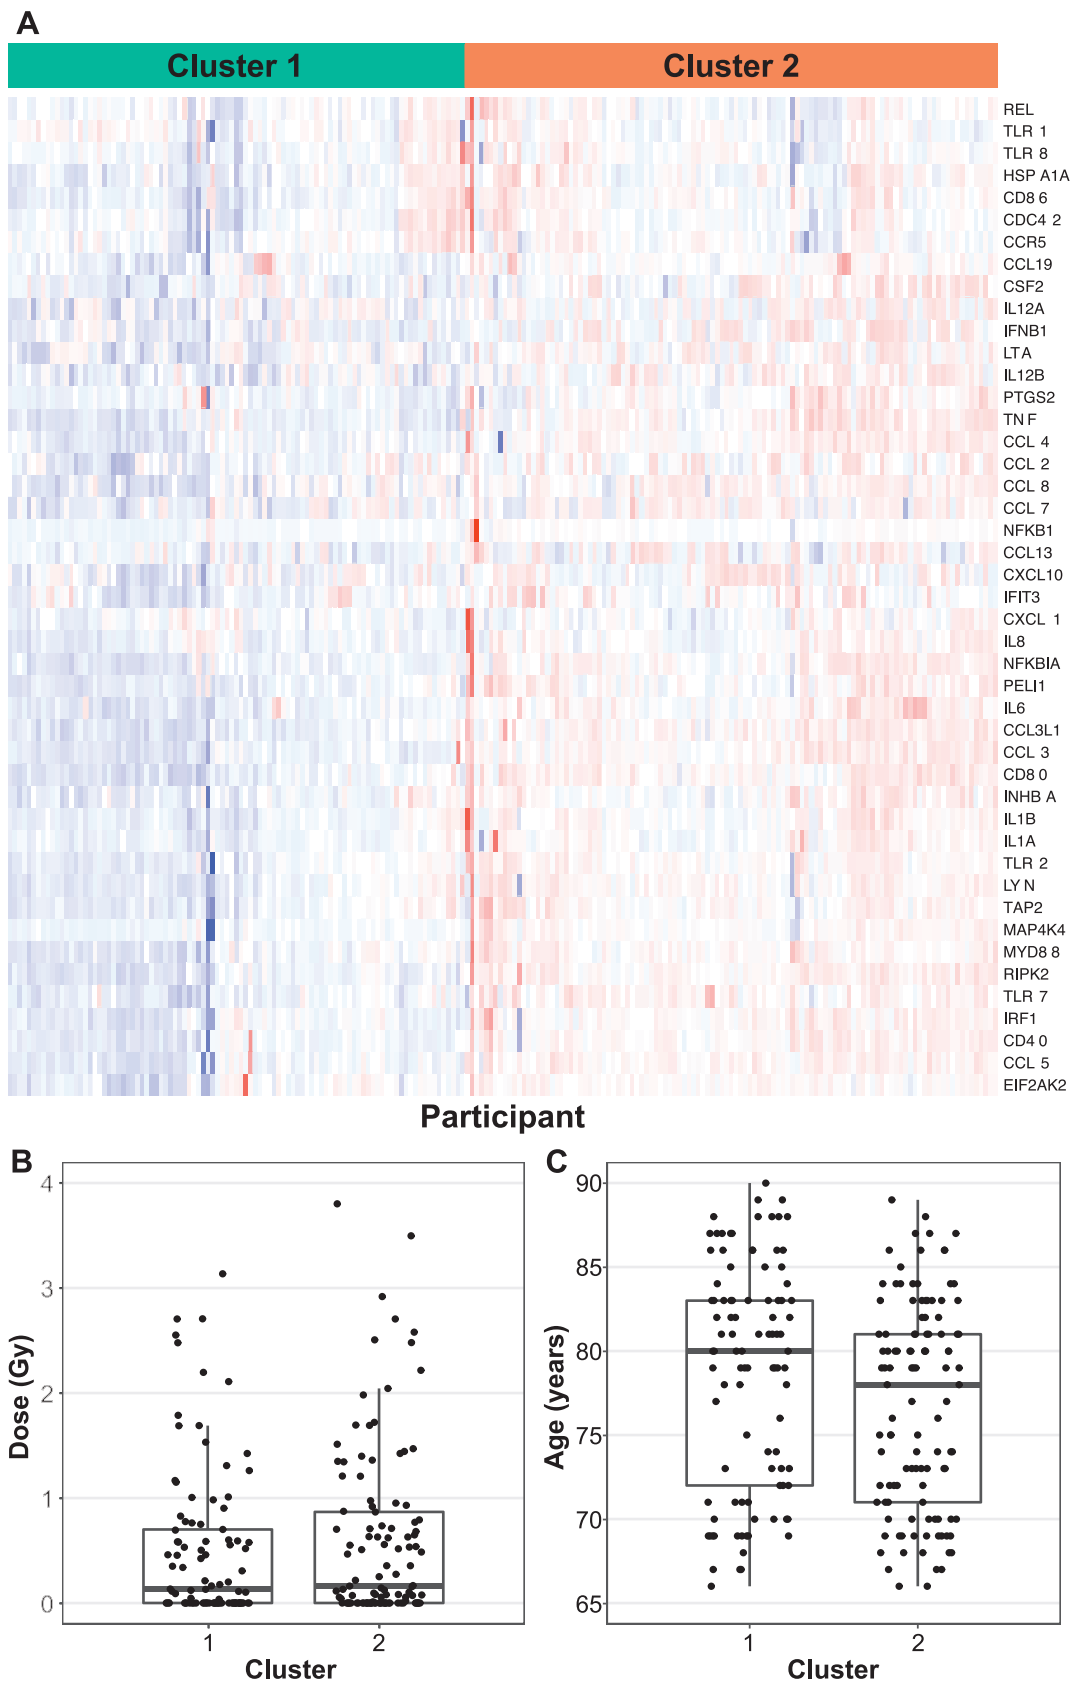 A
Cluster 1 Cluster 2
REL
TLR 1
TLR 8
HSP A1A
CD8 6
CDC4 2
CCR5
CCL19
CSF2
IL12A
IFNB1
LTA
IL12B
PTGS2
TN F
CCL 4
CCL 2
CCL 8
CCL 7
NFKB1
CCL13
CXCL10
IFIT3
CXCL 1
IL8
NFKBIA
PELI1
IL6
CCL3L1
CCL 3
CD8 0
INHB A
IL1B
IL1A
TLR 2
LY N
TAP2
MAP4K4
MYD8 8
RIPK2
TLR 7
IRF1
CD4 0
CCL 5
EIF2AK2
Participant
B
4
3
2
1
0
Dose (Gy)
1 2
Cluster
C
90
85
80
75
70
65
Age (years)
1 2
Cluster